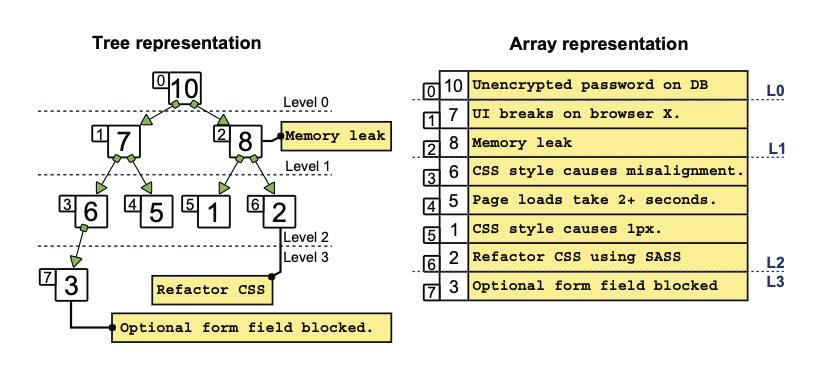 Tree representation
0 10
Level 0
1 7
2 8
Memory leak
Level 1
3 6
4 5
5 1
6 2
Level 2
Level 3
7 3
Refactor CSS
Optional form field blocked.
Array representation
0 10 Unencrypted password on DB
L0
1 7 UI breaks on browser X.
2 8 Memory leak
L1
3 6 CSS style causes misalignment.
4 5 Page loads take 2+ seconds.
5 1 CSS style causes 1px.
6 2 Refactor CSS using SASS
L2
L3
7 3 Optional form field blocked